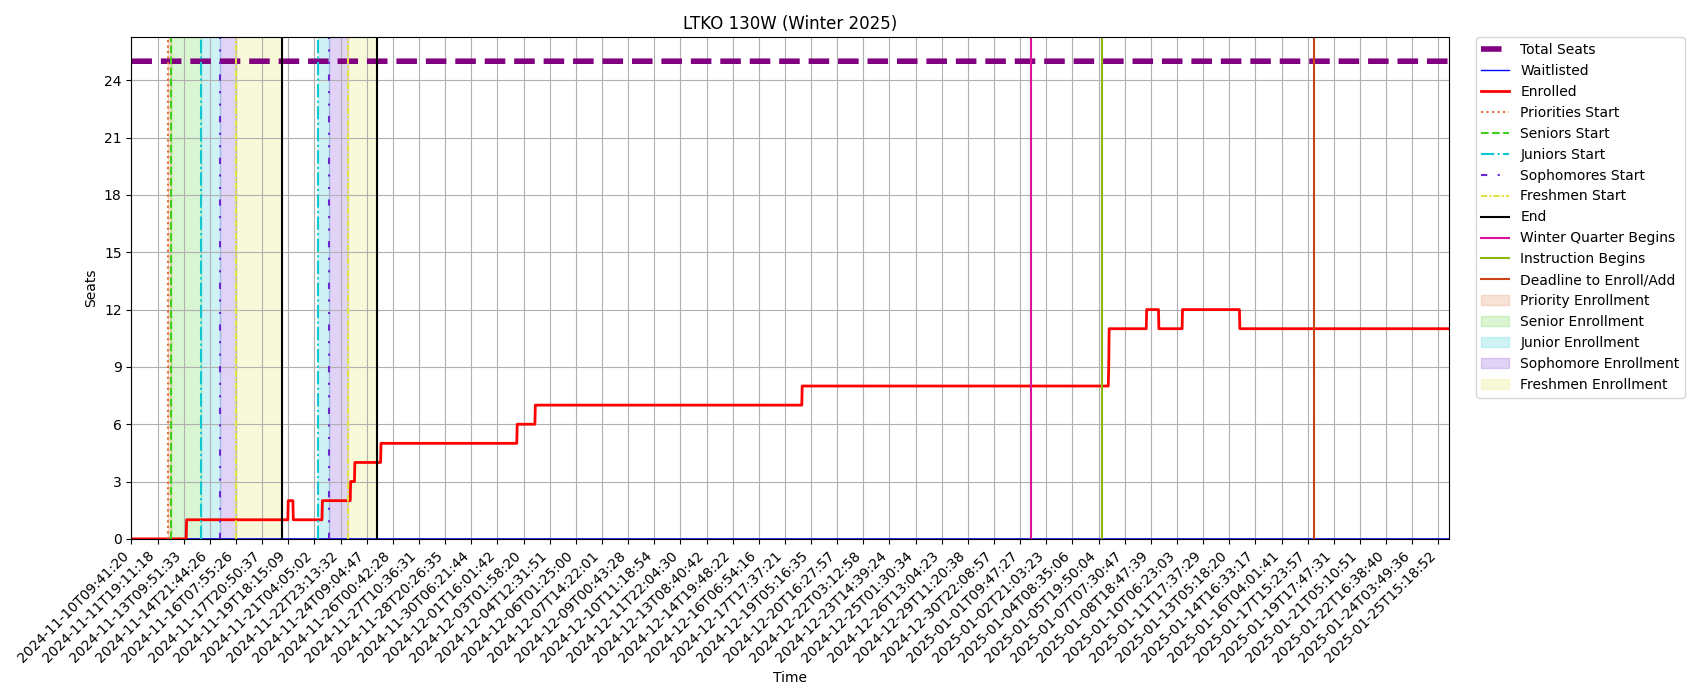 LTKO 130W (Winter 2025)
Seats
24
21
18
15
12
9
6
3
0
2024-11-10T09:41:20
2024-11-11T19:11:18
2024-11-13T09:51:33
2024-11-14T21:44:26
2024-11-16T07:55:26
2024-11-17T20:50:37
2024-11-19T18:15:09
2024-11-21T04:05:02
2024-11-22T23:13:32
2024-11-24T09:04:47
2024-11-26T00:42:28
2024-11-27T10:36:31
2024-11-28T20:26:35
2024-11-30T06:21:44
2024-12-01T16:01:42
2024-12-03T01:58:20
2024-12-04T12:31:51
2024-12-06T01:25:00
2024-12-07T14:22:01
2024-12-09T00:43:28
2024-12-10T11:18:54
2024-12-11T22:04:30
2024-12-13T08:40:42
2024-12-14T19:48:22
2024-12-16T06:54:16
2024-12-17T17:37:21
2024-12-19T05:16:35
2024-12-20T16:27:57
2024-12-22T03:12:58
2024-12-23T14:39:24
2024-12-25T01:30:34
2024-12-26T13:04:23
2024-12-29T11:20:38
2024-12-30T22:08:57
2025-01-01T09:47:27
2025-01-02T21:03:23
2025-01-04T08:35:06
2025-01-05T19:50:04
2025-01-07T07:30:47
2025-01-08T18:47:39
2025-01-10T06:23:03
2025-01-11T17:37:29
2025-01-13T05:18:20
2025-01-14T16:33:17
2025-01-16T04:01:41
2025-01-17T15:23:57
2025-01-19T17:47:31
2025-01-21T05:10:51
2025-01-22T16:38:40
2025-01-24T03:49:36
2025-01-25T15:18:52
Time
Total Seats
Waitlisted
Enrolled
Priorities Start
Seniors Start
Juniors Start
Sophomores Start
Freshmen Start
End
Winter Quarter Begins
Instruction Begins
Deadline to Enroll/Add
Priority Enrollment
Senior Enrollment
Junior Enrollment
Sophomore Enrollment
Freshmen Enrollment